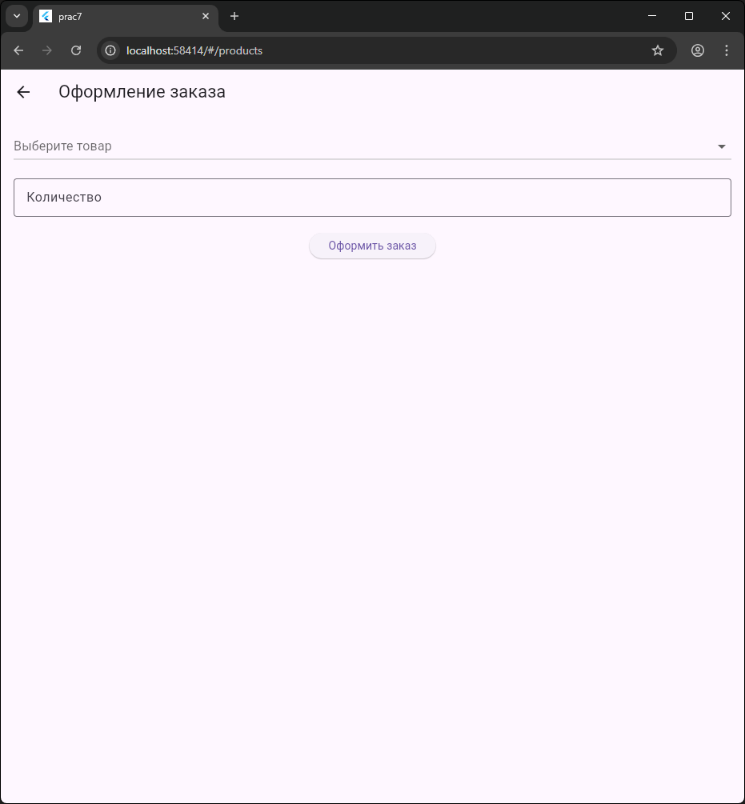 prac7
localhost:58414/#/products
Оформление заказа
Выберите товар
Количество
Оформить заказ